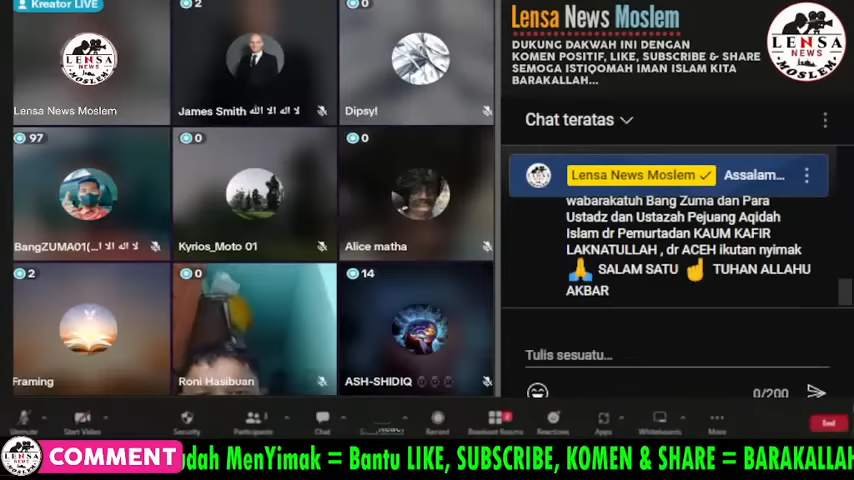 Kreator LIVE
2
0
LENSA
NEWS
MOSLEM
Lensa News Moslem
James Smith لا اله الا الله
Dipsy!
97
0
0
BangZUMA01(...لا اله الا ا
Kyrios_Moto 01
Alice matha
2
0
14
Framing
Roni Hasibuan
ASH-SHIDIQ
Lensa News Moslem
DUKUNG DAKWAH INI DENGAN
KOMEN POSITIF, LIKE, SUBSCRIBE & SHARE
SEMOGA ISTIQOMAH IMAN ISLAM KITA
BARAKALLAH...
LENSA
NEWS
MOSLEM
Chat teratas
Lensa News Moslem Assalam...
wabarakatuh Bang Zuma dan Para
Ustadz dan Ustazah Pejuang Aqidah
Islam dr Pemurtadan KAUM KAFIR
LAKNATULLAH , dr ACEH ikutan nyimak
🙏 SALAM SATU ☝ TUHAN ALLAHU
AKBAR
Tulis sesuatu...
0/200
Unmute
Start Video
Security
Participants
Chat
Record
Breakout Rooms
Reactions
Apps
Whiteboards
More
End
LENSA
NEWS
MOSLEM
COMMENT
udah MenYimak = Bantu LIKE, SUBSCRIBE, KOMEN & SHARE = BARAKALLAH